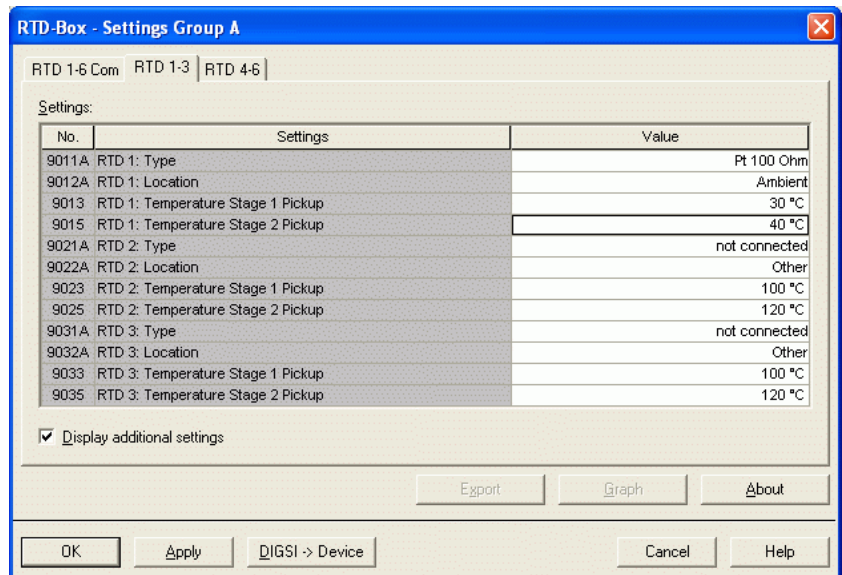 RTD-Box - Settings Group A
RTD 1-6 Com RTD 1-3 RTD 4-6
Settings:
No. Settings Value
9011A RTD 1: Type Pt 100 Ohm
9012A RTD 1: Location Ambient
9013 RTD 1: Temperature Stage 1 Pickup 30 °C
9015 RTD 1: Temperature Stage 2 Pickup 40 °C
9021A RTD 2: Type not connected
9022A RTD 2: Location Other
9023 RTD 2: Temperature Stage 1 Pickup 100 °C
9025 RTD 2: Temperature Stage 2 Pickup 120 °C
9031A RTD 3: Type not connected
9032A RTD 3: Location Other
9033 RTD 3: Temperature Stage 1 Pickup 100 °C
9035 RTD 3: Temperature Stage 2 Pickup 120 °C
Display additional settings
Export Graph About
OK Apply DIGSI -> Device Cancel Help